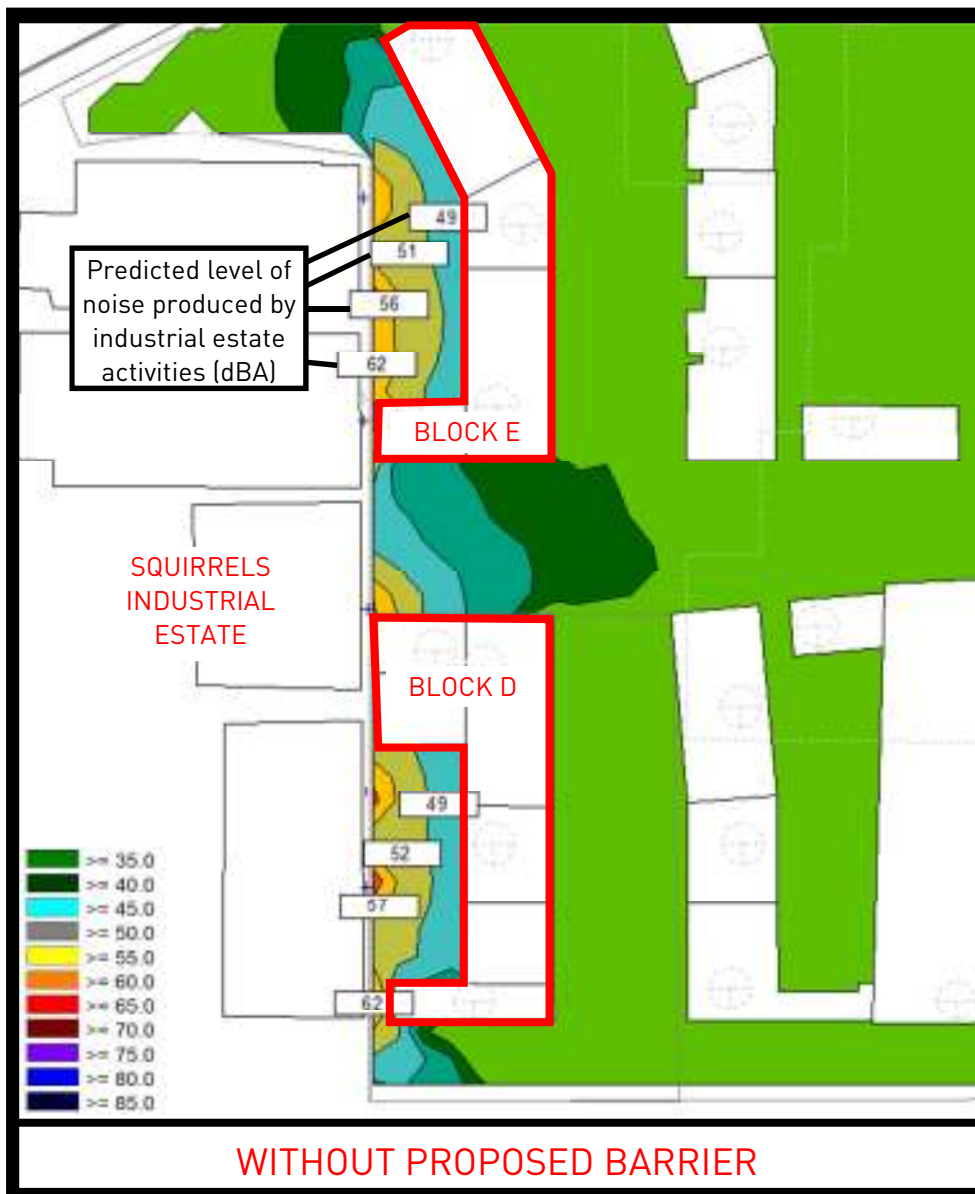 49
51
Predicted level of
noise produced by
industrial estate
activities (dBA)
56
62
BLOCK E
SQUIRRELS
INDUSTRIAL
ESTATE
BLOCK D
49
52
57
62
>= 35.0
>= 40.0
>= 45.0
>= 50.0
>= 55.0
>= 60.0
>= 65.0
>= 70.0
>= 75.0
>= 80.0
>= 85.0
WITHOUT PROPOSED BARRIER